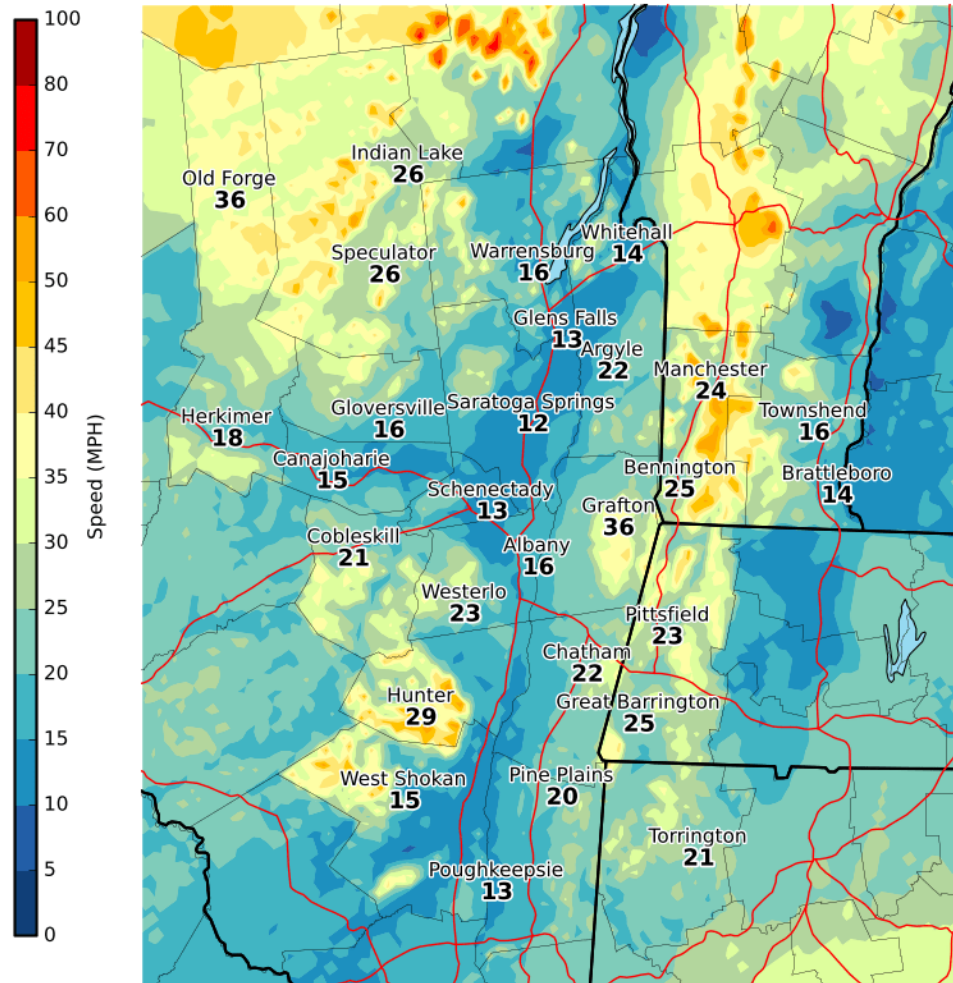 100
80
70
60
50
45
40
35
30
25
20
15
10
5
0
Speed (MPH)
Indian Lake
26
Old Forge
36
Whitehall
14
Speculator
26
Warrensburg
16
Glens Falls
13
Argyle
22
Manchester
24
Saratoga Springs
12
Gloversville
16
Townshend
16
Herkimer
18
Canajoharie
15
Bennington
25
Brattleboro
14
Schenectady
13
Grafton
36
Cobleskill
21
Albany
16
Westerlo
23
Pittsfield
23
Chatham
22
Hunter
29
Great Barrington
25
West Shokan
15
Pine Plains
20
Torrington
21
Poughkeepsie
13